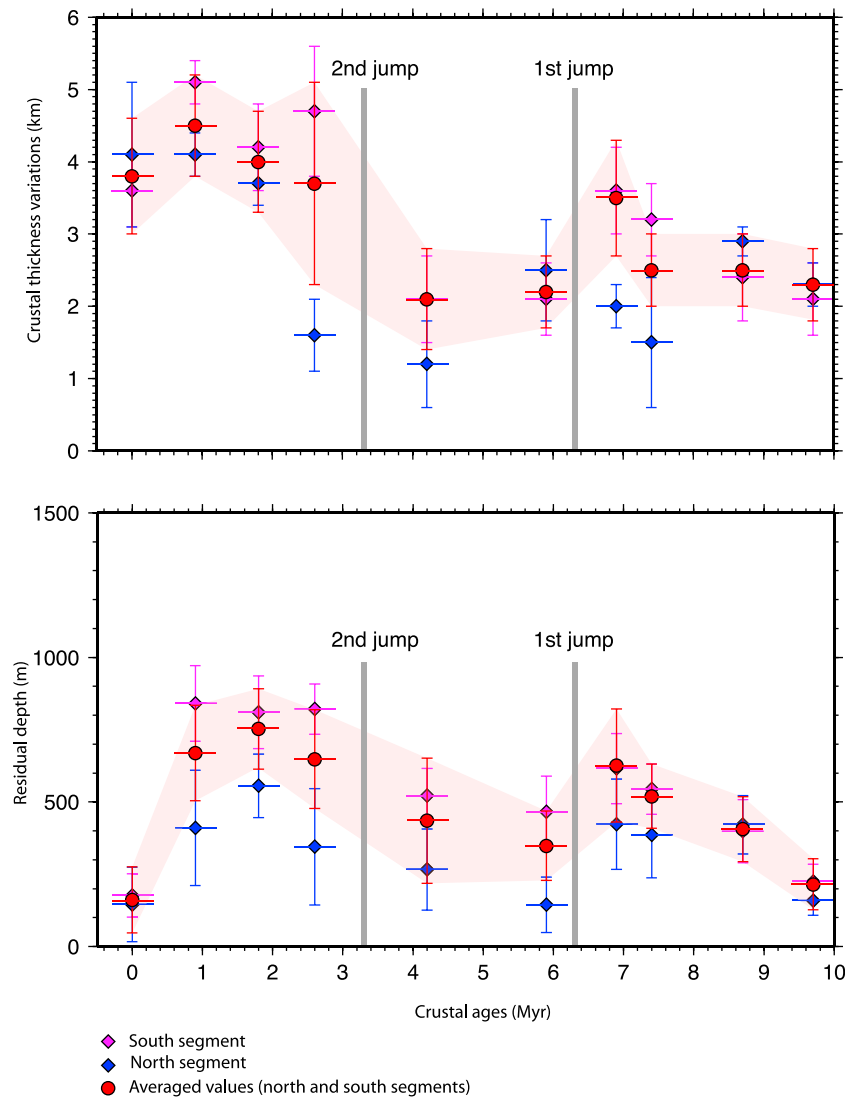 6
5
4
3
2
1
0
Crustal thickness variations (km)
2nd jump
1st jump
1500
1000
500
0
Residual depth (m)
2nd jump
1st jump
0 1 2 3 4 5 6 7 8 9 10
Crustal ages (Myr)
South segment
North segment
Averaged values (north and south segments)